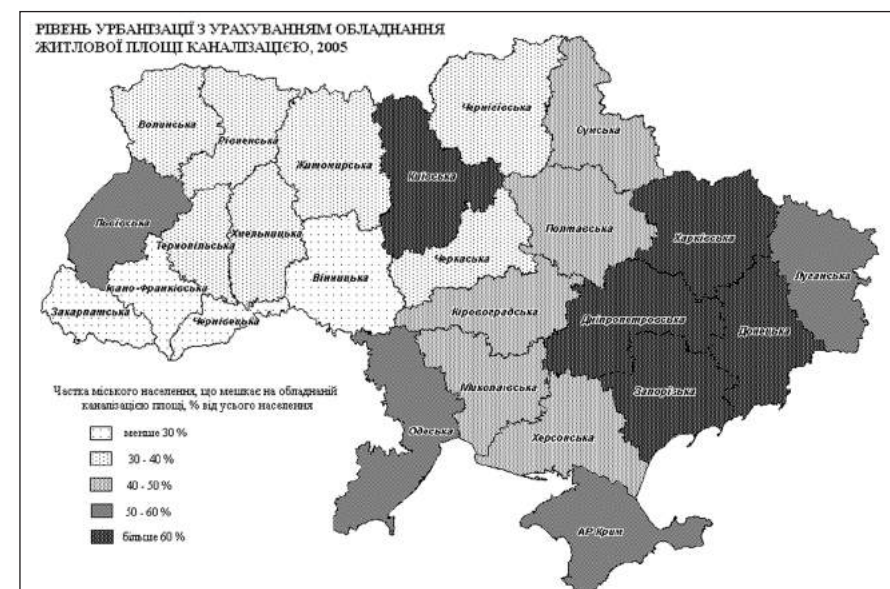 РІВЕНЬ УРБАНІЗАЦІЇ З УРАХУВАННЯМ ОБЛАДНАННЯ
ЖИТЛОВОЇ ПЛОЩІ КАНАЛІЗАЦІЄЮ, 2005
Волинська
Рівненська
Житомирська
Київська
Чернігівська
Сумська
Львівська
Тернопільська
Хмельницька
Полтавська
Харківська
Луганська
Вінницька
Черкаська
Івано-Франківська
Закарпатська
Чернівецька
Кіровоградська
Дніпропетровська
Донецька
Запорізька
Миколаївська
Одеська
Херсонська
АР Крим
Частка міського населення, що мешкає на обладнаній
каналізацією площі, % від усього населення
менше 30 %
30 - 40 %
40 - 50 %
50 - 60 %
більше 60 %